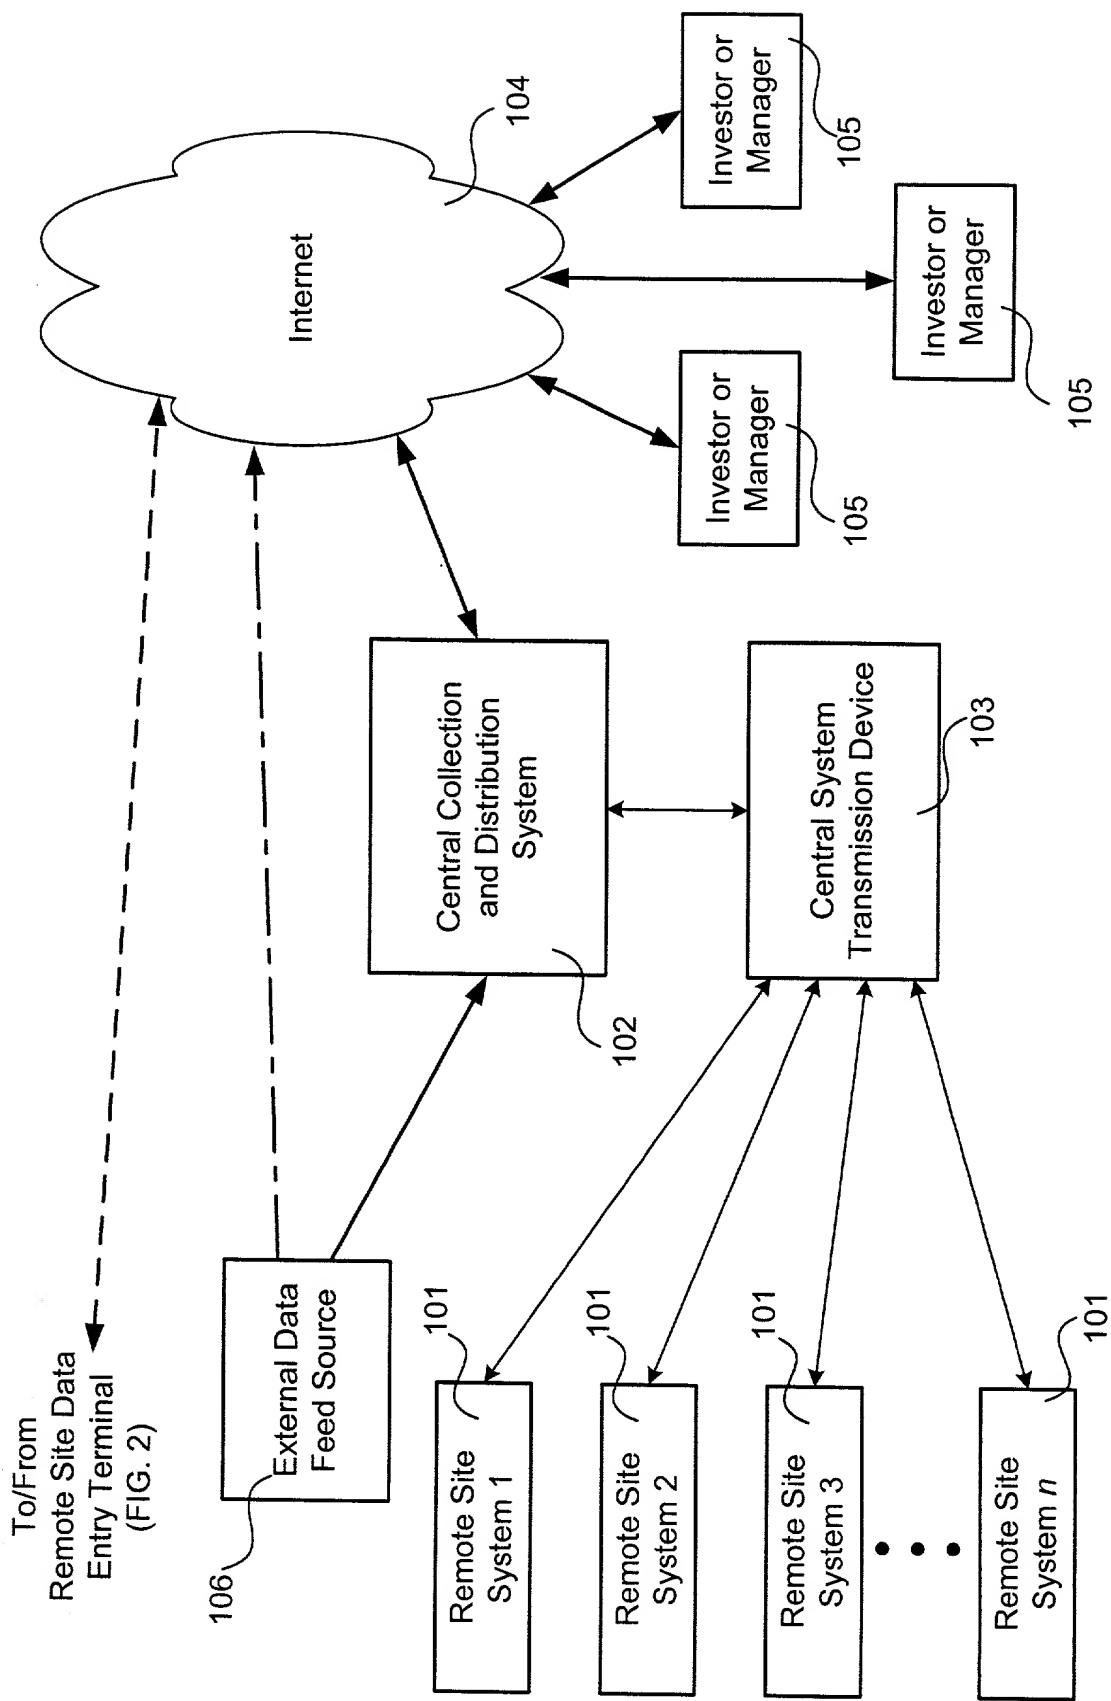 To/From
Remote Site Data
Entry Terminal
(FIG. 2)
106
External Data
Feed Source
Internet
104
Central Collection
and Distribution
System
102
Central System
Transmission Device
103
Remote Site
System 1
101
Remote Site
System 2
101
Remote Site
System 3
101
Remote Site
System n
101
Investor or
Manager
105
Investor or
Manager
105
Investor or
Manager
105